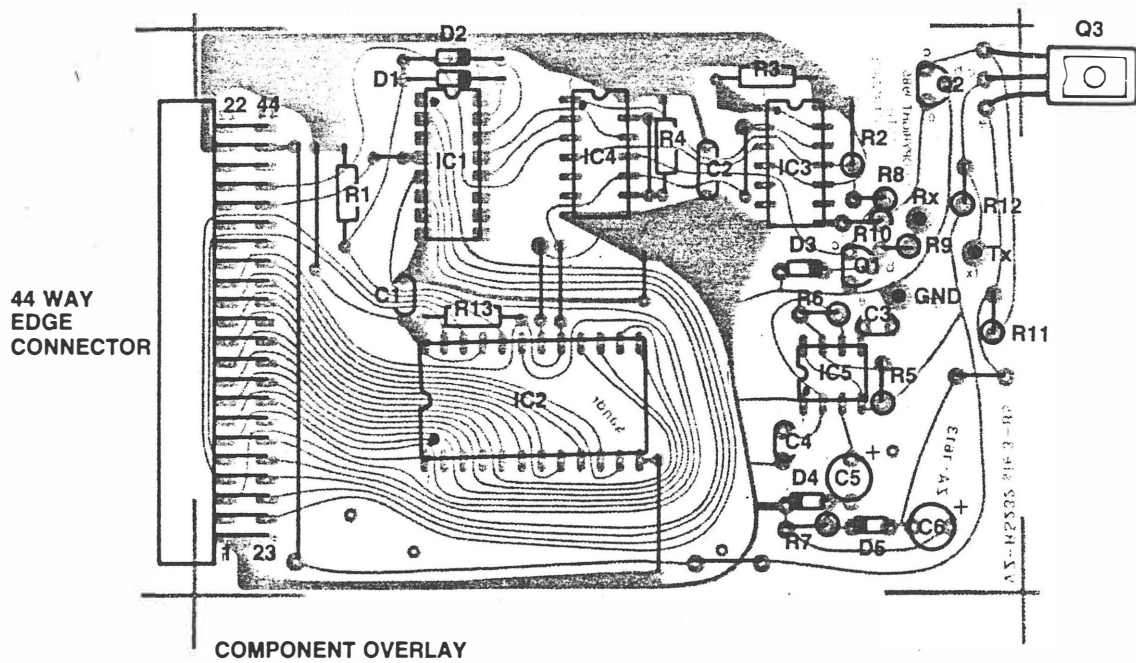 Q3
D2
D1
R3
Q2
22 44
IC1
IC4
R4
C2
IC3
R2
R1
R8
Rx
R12
R10
R9
Tx
D3
Q1
C1
GND
44 WAY
EDGE
CONNECTOR
R13
R6
C3
R11
IC5
R5
IC2
C4
+
C5
D4
+
C6
R7
D5
1 23
COMPONENT OVERLAY